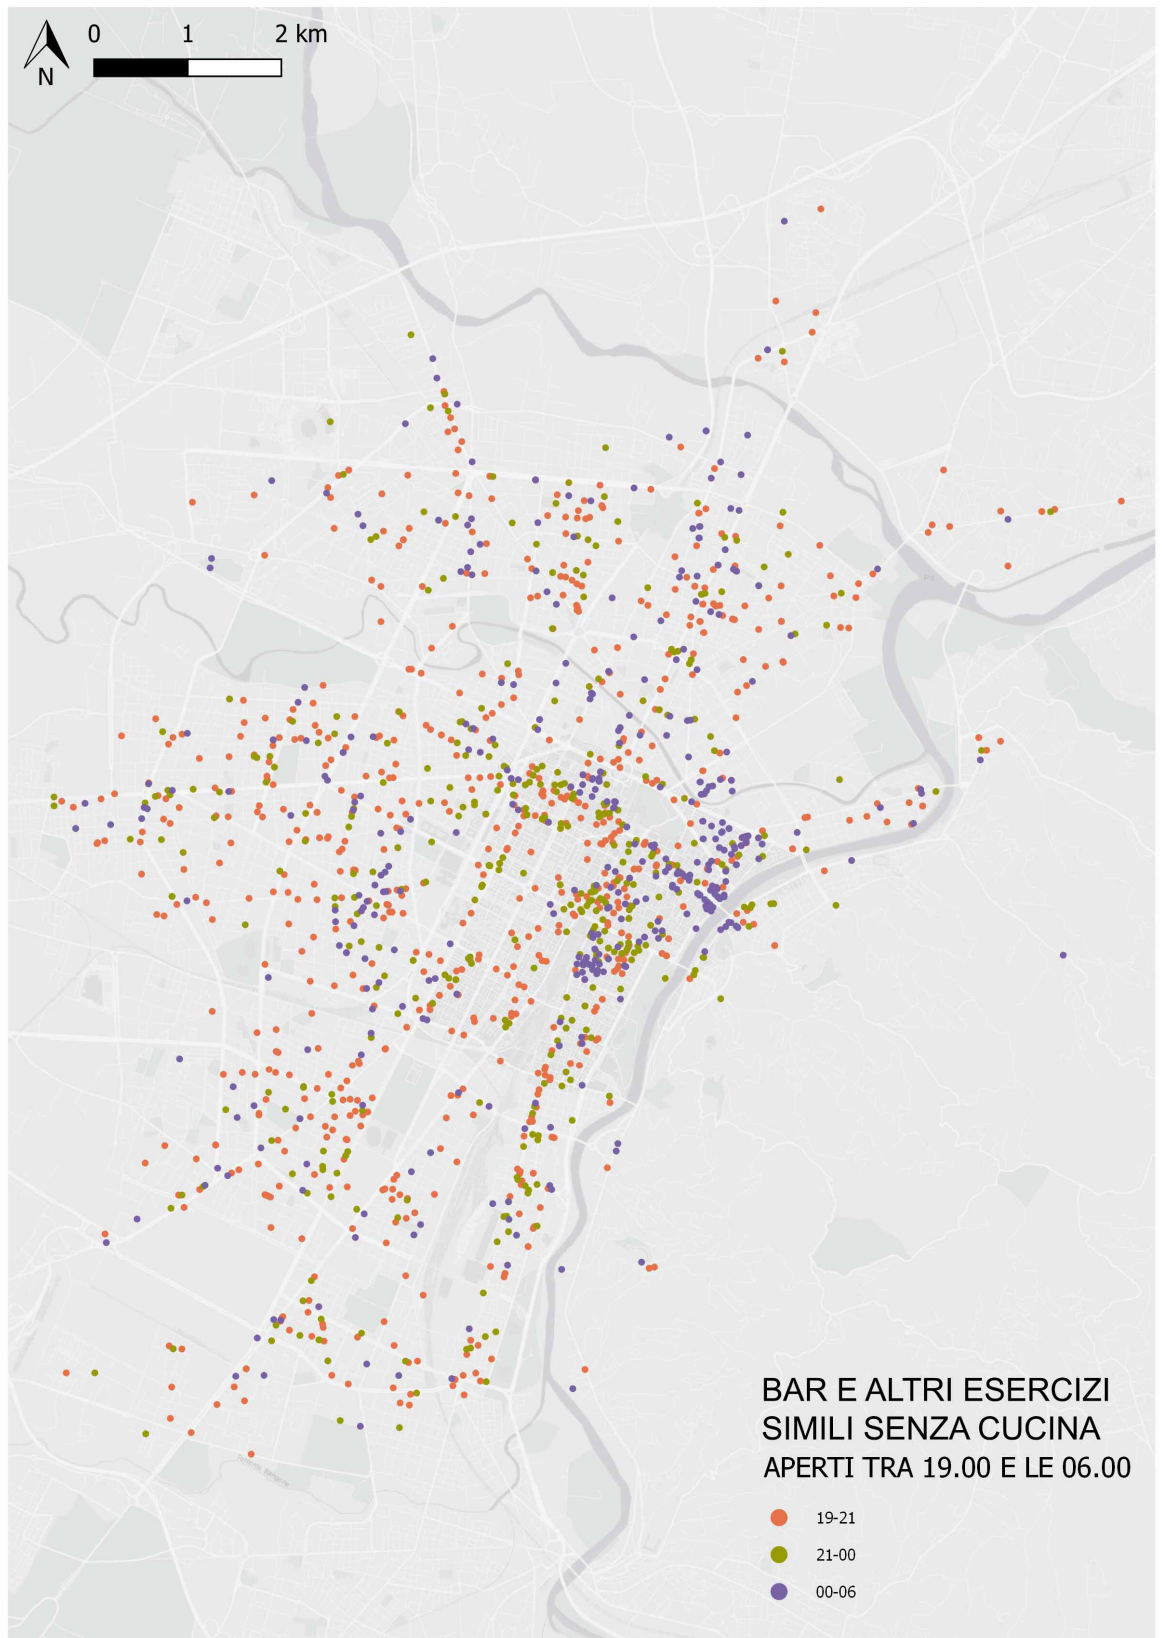 0 1 2 km
N
BAR E ALTRI ESERCIZI
SIMILI SENZA CUCINA
APERTI TRA 19.00 E LE 06.00
19-21
21-00
00-06